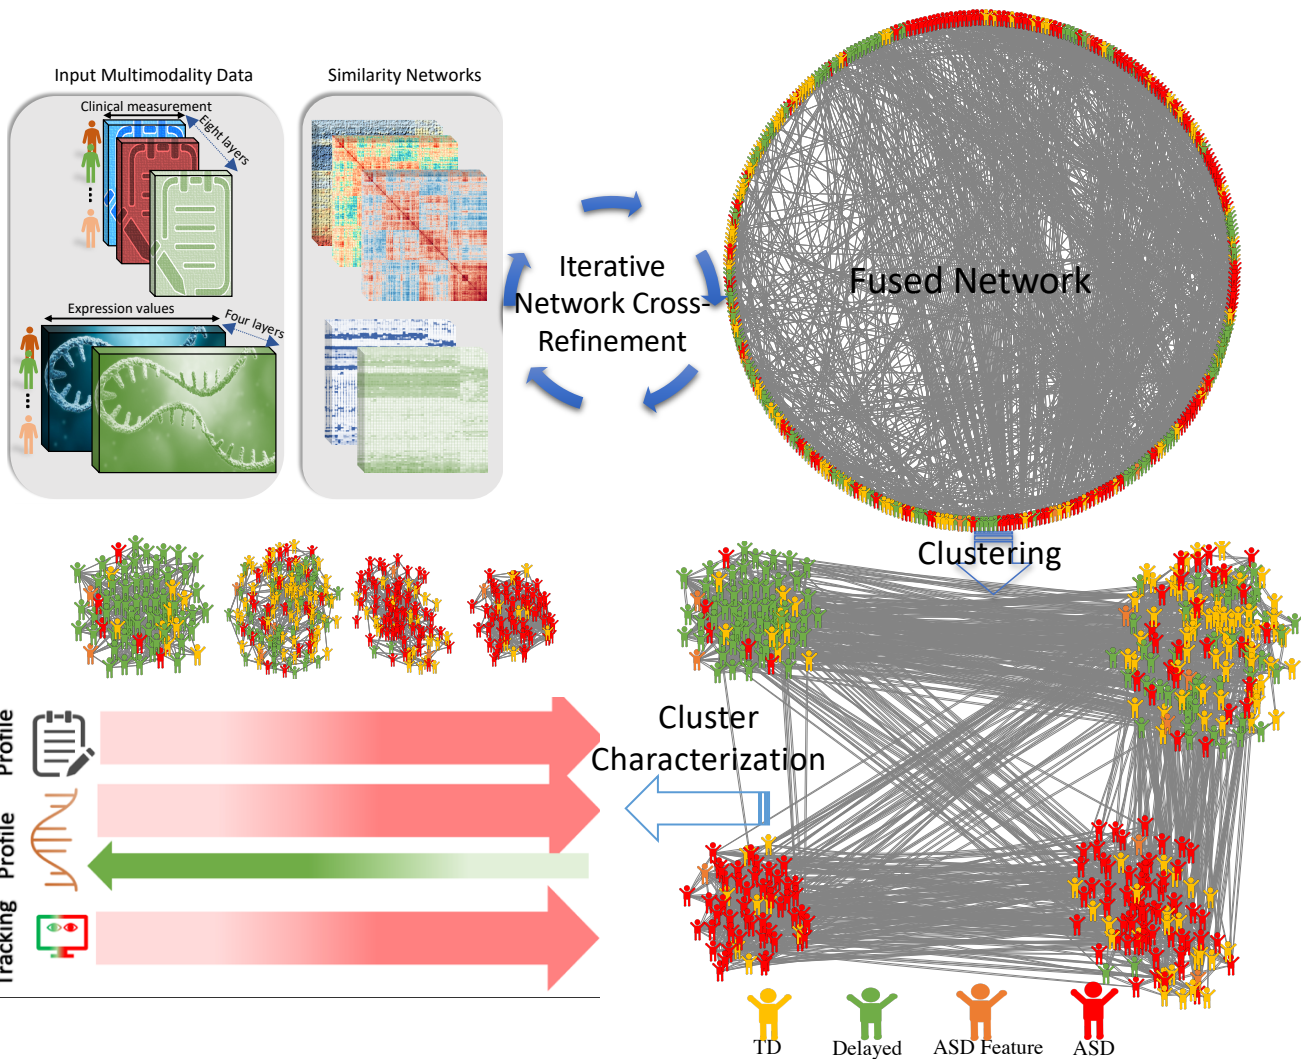 Input Multimodality Data
Similarity Networks
Clinical measurement
Eight layers
Expression values
Four layers
Iterative
Network Cross-
Refinement
Fused Network
Clustering
Cluster
Characterization
Profile
Profile
Tracking
TD
Delayed
ASD Feature
ASD